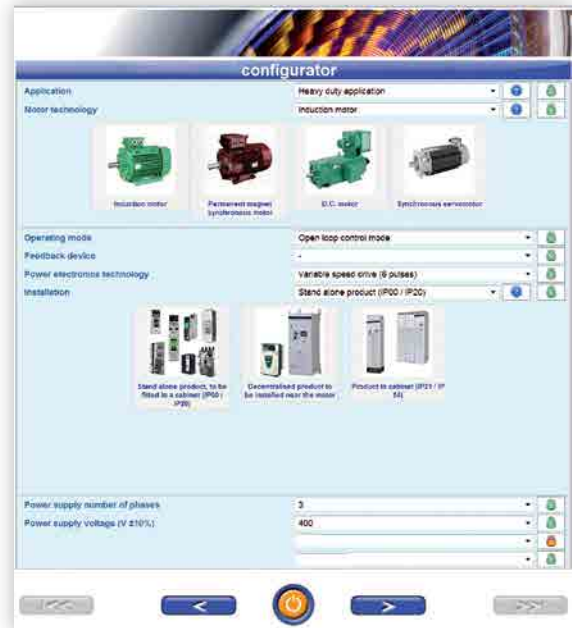 configurator
Application Heavy duty application
Motor technology Induction motor
Induction motor
Permanent magnet synchronous motor
D.C. motor
Synchronous servomotor
Operating mode Open loop control mode
Feedback device -
Power electronics technology Variable speed drive (6 pulses)
Installation Stand alone product (IP00 / IP20)
Stand alone product, to be fitted in a cabinet (IP00 / IP20)
Decentralised product to be installed near the motor
Product in cabinet (IP21 / IP 54)
Power supply number of phases 3
Power supply voltage (V ±10%) 400
|<<
<
>
>>|